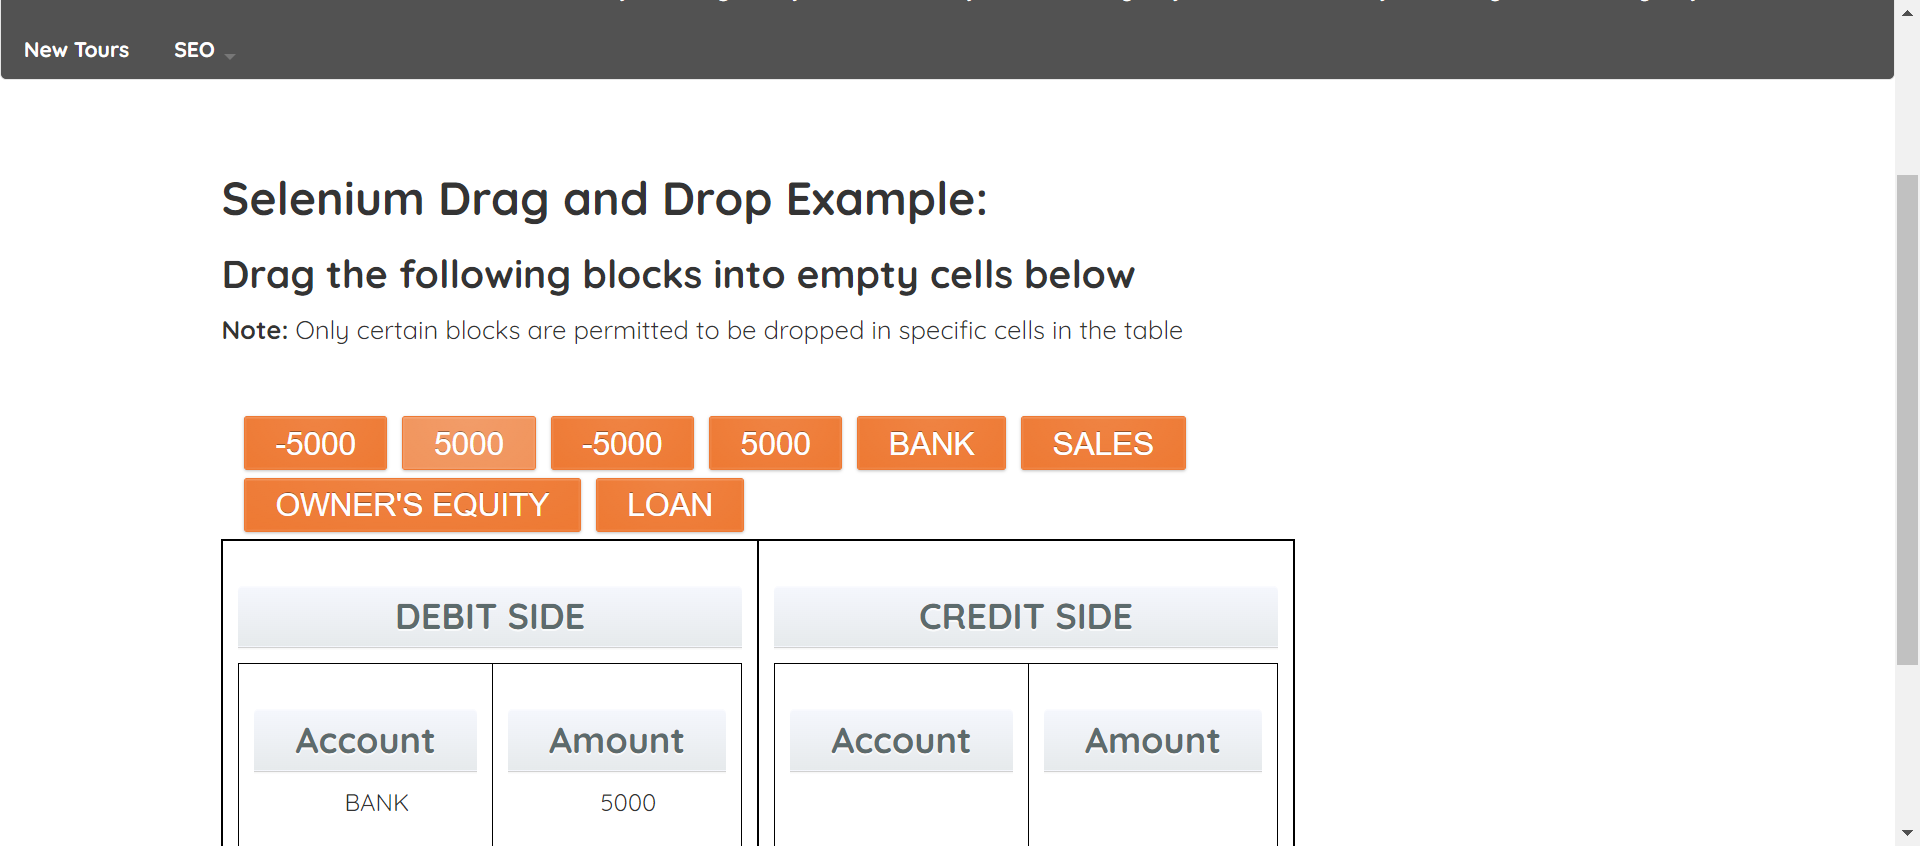 New Tours SEO
Selenium Drag and Drop Example:
Drag the following blocks into empty cells below
Note: Only certain blocks are permitted to be dropped in specific cells in the table
-5000 5000 -5000 5000 BANK SALES
OWNER'S EQUITY LOAN
DEBIT SIDE CREDIT SIDE
Account Amount Account Amount
BANK 5000